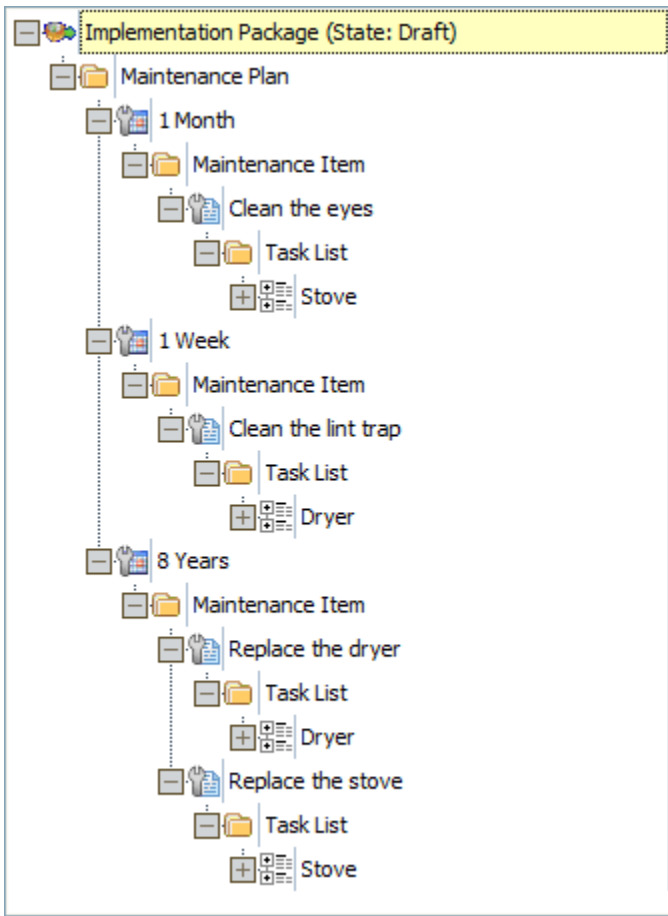 Implementation Package (State: Draft)
Maintenance Plan
1 Month
Maintenance Item
Clean the eyes
Task List
Stove
1 Week
Maintenance Item
Clean the lint trap
Task List
Dryer
8 Years
Maintenance Item
Replace the dryer
Task List
Dryer
Replace the stove
Task List
Stove